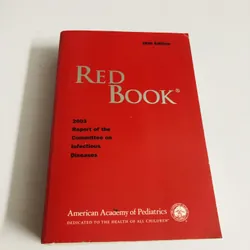 26th Edition
RED
BOOK®
2003
Report of the
Committee on
Infectious
Diseases
American Academy of Pediatrics
DEDICATED TO THE HEALTH OF ALL CHILDREN™